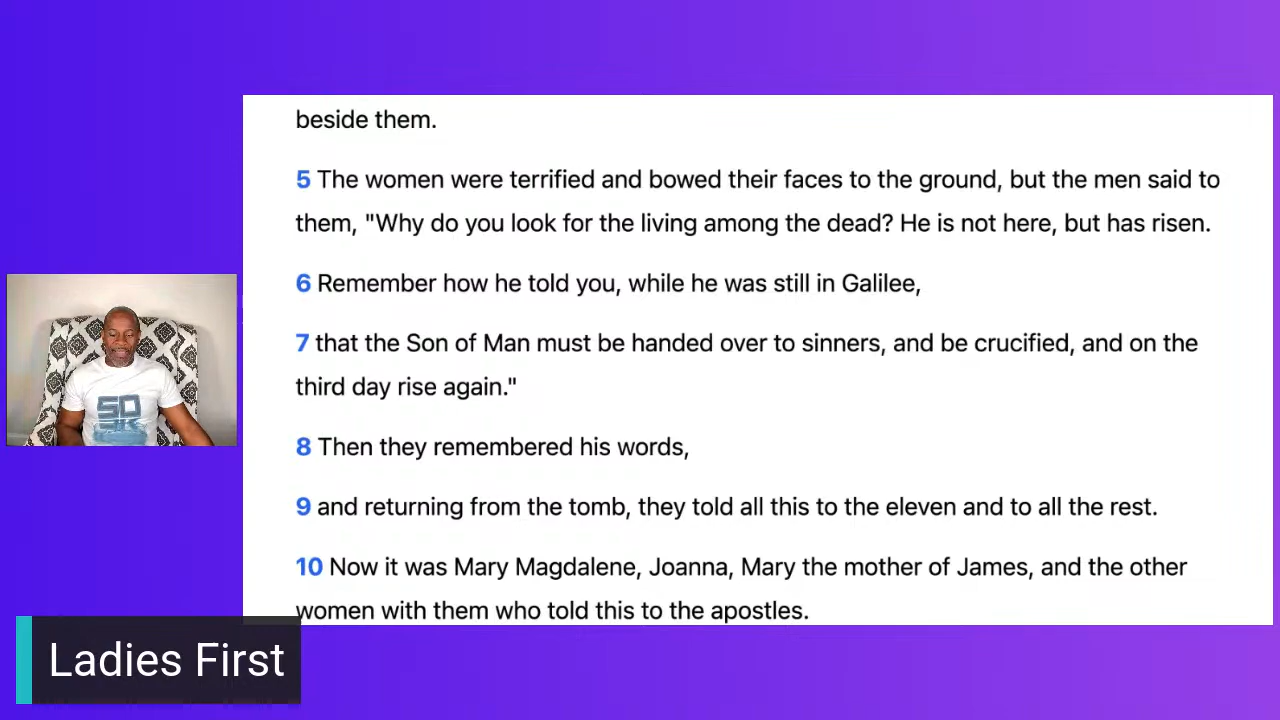 beside them.
5 The women were terrified and bowed their faces to the ground, but the men said to
them, "Why do you look for the living among the dead? He is not here, but has risen.
6 Remember how he told you, while he was still in Galilee,
7 that the Son of Man must be handed over to sinners, and be crucified, and on the
third day rise again."
8 Then they remembered his words,
9 and returning from the tomb, they told all this to the eleven and to all the rest.
10 Now it was Mary Magdalene, Joanna, Mary the mother of James, and the other
women with them who told this to the apostles.
Ladies First